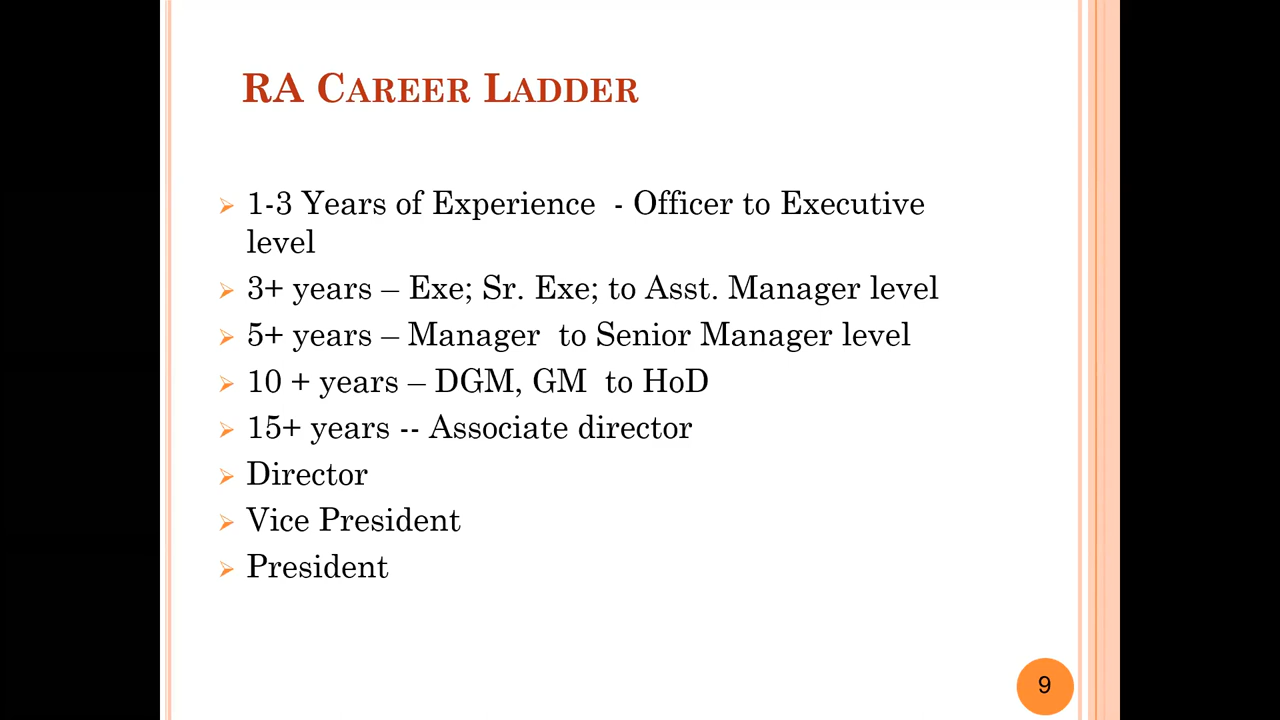 RA CAREER LADDER
1-3 Years of Experience - Officer to Executive
level
3+ years – Exe; Sr. Exe; to Asst. Manager level
5+ years – Manager to Senior Manager level
10 + years – DGM, GM to HoD
15+ years -- Associate director
Director
Vice President
President
9